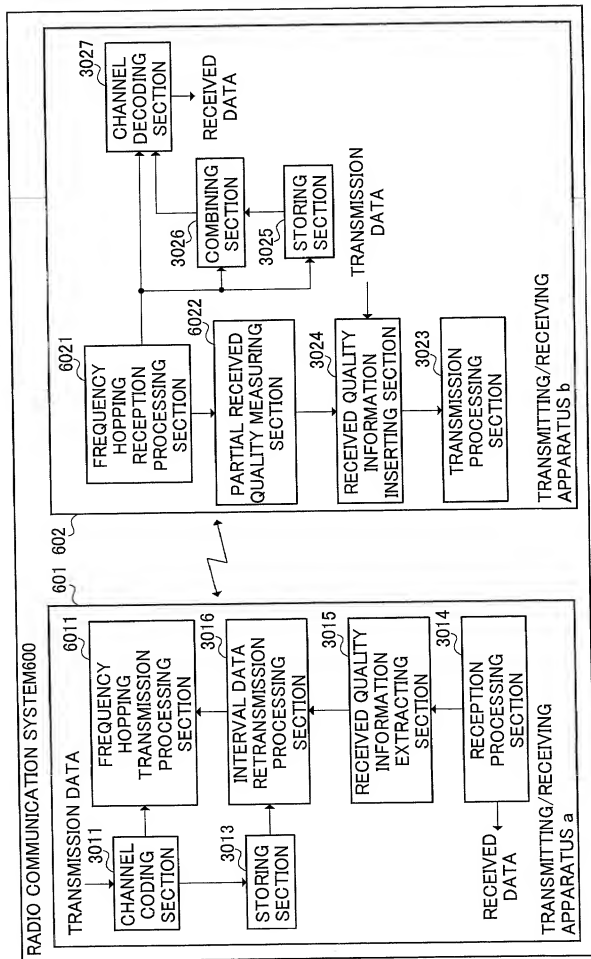 RADIO COMMUNICATION SYSTEM600
601
TRANSMISSION DATA
3011
CHANNEL
CODING
SECTION
6011
FREQUENCY
HOPPING
TRANSMISSION
PROCESSING
SECTION
3013
STORING
SECTION
3016
INTERVAL DATA
RETRANSMISSION
PROCESSING
SECTION
3015
RECEIVED QUALITY
INFORMATION
EXTRACTING
SECTION
3014
RECEPTION
PROCESSING
SECTION
RECEIVED
DATA
TRANSMITTING/RECEIVING
APPARATUS a
602
6021
FREQUENCY
HOPPING
RECEPTION
PROCESSING
SECTION
3027
CHANNEL
DECODING
SECTION
RECEIVED
DATA
3026
COMBINING
SECTION
3025
STORING
SECTION
6022
PARTIAL RECEIVED
QUALITY MEASURING
SECTION
TRANSMISSION
DATA
3024
RECEIVED QUALITY
INFORMATION
INSERTING SECTION
3023
TRANSMISSION
PROCESSING
SECTION
TRANSMITTING/RECEIVING
APPARATUS b